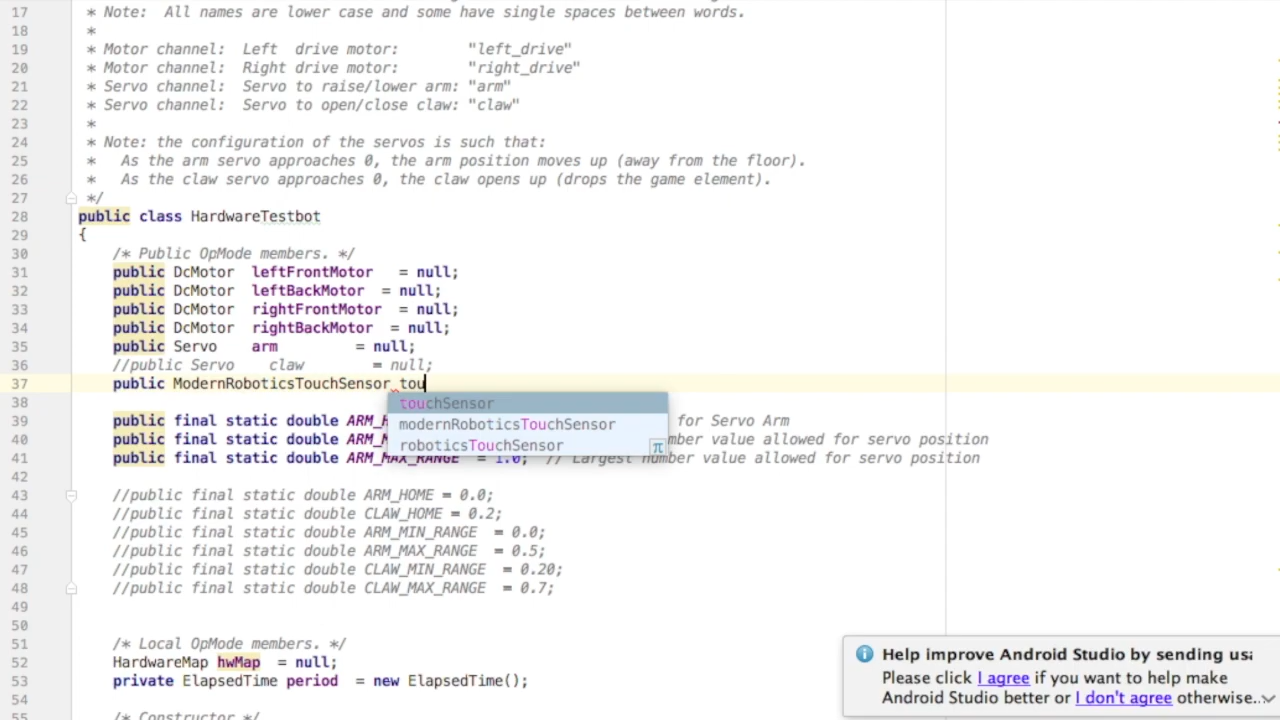 17 * Note:  All names are lower case and some have single spaces between words.
18 *
19 * Motor channel:  Left  drive motor:        "left_drive"
20 * Motor channel:  Right drive motor:        "right_drive"
21 * Servo channel:  Servo to raise/lower arm: "arm"
22 * Servo channel:  Servo to open/close claw: "claw"
23 *
24 * Note: the configuration of the servos is such that:
25 *   As the arm servo approaches 0, the arm position moves up (away from the floor).
26 *   As the claw servo approaches 0, the claw opens up (drops the game element).
27 */
28 public class HardwareTestbot
29 {
30 /* Public OpMode members. */
31 public DcMotor  leftFrontMotor   = null;
32 public DcMotor  leftBackMotor  = null;
33 public DcMotor  rightFrontMotor  = null;
34 public DcMotor  rightBackMotor  = null;
35 public Servo    arm         = null;
36 //public Servo    claw        = null;
37 public ModernRoboticsTouchSensor tou
touchSensor
38
modernRoboticsTouchSensor
roboticsTouchSensor π
39 public final static double ARM_H for Servo Arm
40 public final static double ARM_M mber value allowed for servo position
41 public final static double ARM_MAX_RANGE  = 1.0;  // Largest number value allowed for servo position
42
43 //public final static double ARM_HOME = 0.0;
44 //public final static double CLAW_HOME = 0.2;
45 //public final static double ARM_MIN_RANGE  = 0.0;
46 //public final static double ARM_MAX_RANGE  = 0.5;
47 //public final static double CLAW_MIN_RANGE  = 0.20;
48 //public final static double CLAW_MAX_RANGE  = 0.7;
49
50
51 /* Local OpMode members. */
52 HardwareMap hwMap  = null;
53 private ElapsedTime period  = new ElapsedTime();
54
55 /* Constructor */
Help improve Android Studio by sending usa
Please click I agree if you want to help make
Android Studio better or I don't agree otherwise...